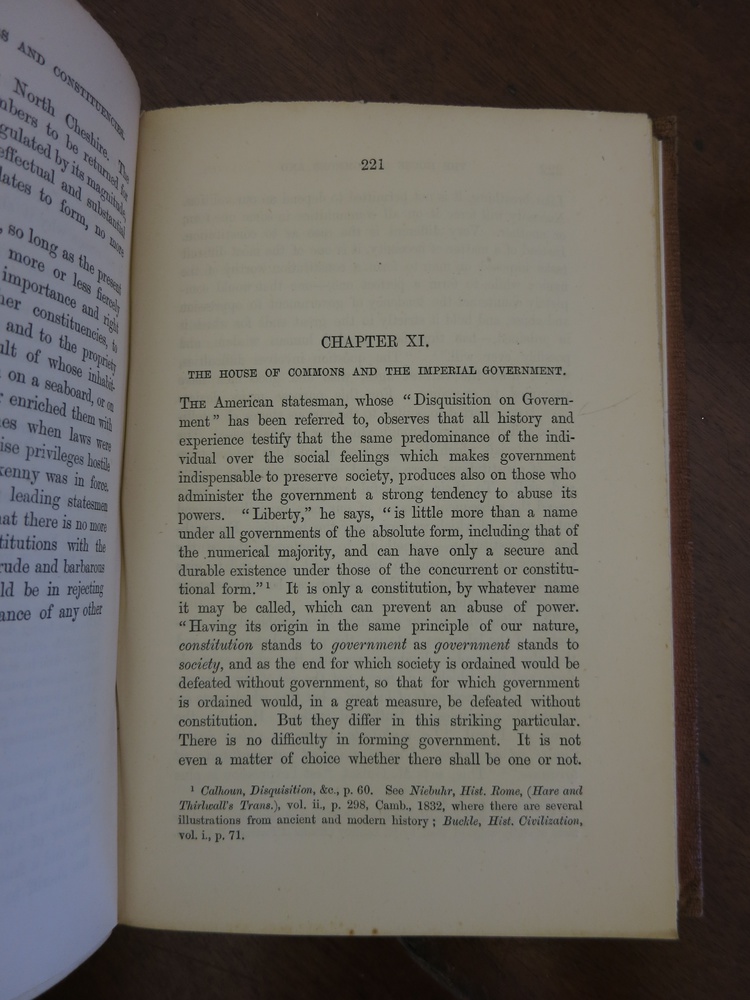 S AND CONSTITUENCIES.
North Cheshire. The
mbers to be returned for
gulated by its magnitude,
effectual and substantial
lates to form, no more
, so long as the present
more or less fiercely
importance and right
her constituencies, to
and to the propriety
ult of whose inhabit-
on a seaboard, or on
enriched them with
es when laws were
ise privileges hostile
kenny was in force.
leading statesmen
at there is no more
titutions with the
rude and barbarous
ld be in rejecting
ance of any other
221
CHAPTER XI.
THE HOUSE OF COMMONS AND THE IMPERIAL GOVERNMENT.
THE American statesman, whose "Disquisition on Govern-
ment" has been referred to, observes that all history and
experience testify that the same predominance of the indi-
vidual over the social feelings which makes government
indispensable to preserve society, produces also on those who
administer the government a strong tendency to abuse its
powers. "Liberty," he says, "is little more than a name
under all governments of the absolute form, including that of
the numerical majority, and can have only a secure and
durable existence under those of the concurrent or constitu-
tional form."¹ It is only a constitution, by whatever name
it may be called, which can prevent an abuse of power.
"Having its origin in the same principle of our nature,
constitution stands to government as government stands to
society, and as the end for which society is ordained would be
defeated without government, so that for which government
is ordained would, in a great measure, be defeated without
constitution. But they differ in this striking particular.
There is no difficulty in forming government. It is not
even a matter of choice whether there shall be one or not.
¹ Calhoun, Disquisition, &c., p. 60. See Niebuhr, Hist. Rome, (Hare and
Thirlwall's Trans.), vol. ii., p. 298, Camb., 1832, where there are several
illustrations from ancient and modern history; Buckle, Hist. Civilization,
vol. i., p. 71.